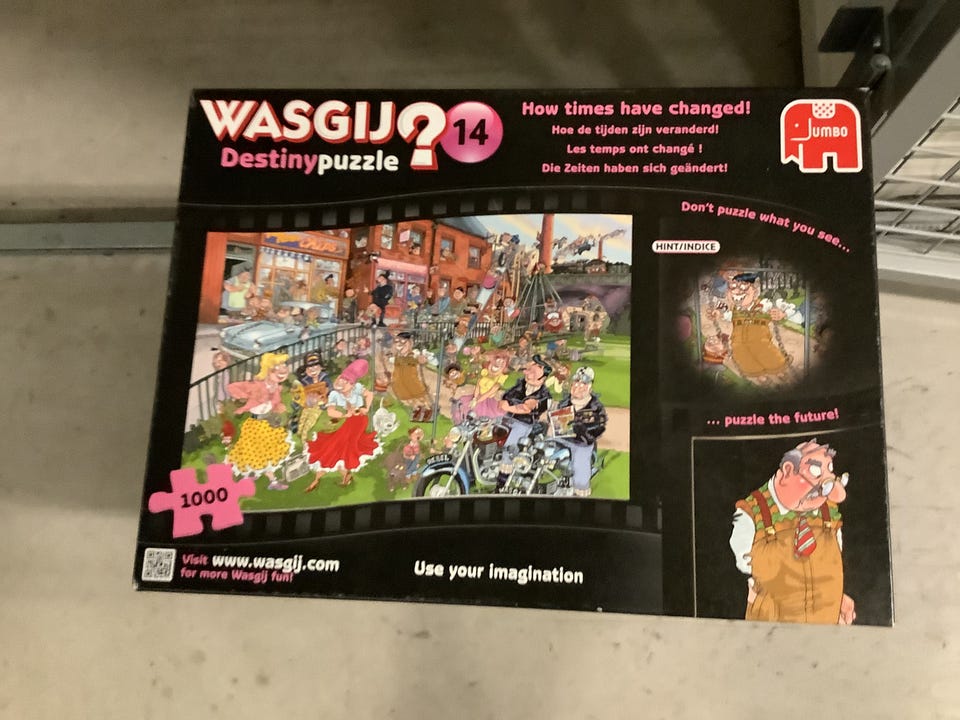 WASGIJ?
14
Destinypuzzle
How times have changed!
Hoe de tijden zijn veranderd!
Les temps ont changé !
Die Zeiten haben sich geändert!
JUMBO
Don't puzzle what you see...
HINT/INDICE
... puzzle the future!
1000
Visit www.wasgij.com
for more Wasgij fun!
Use your imagination